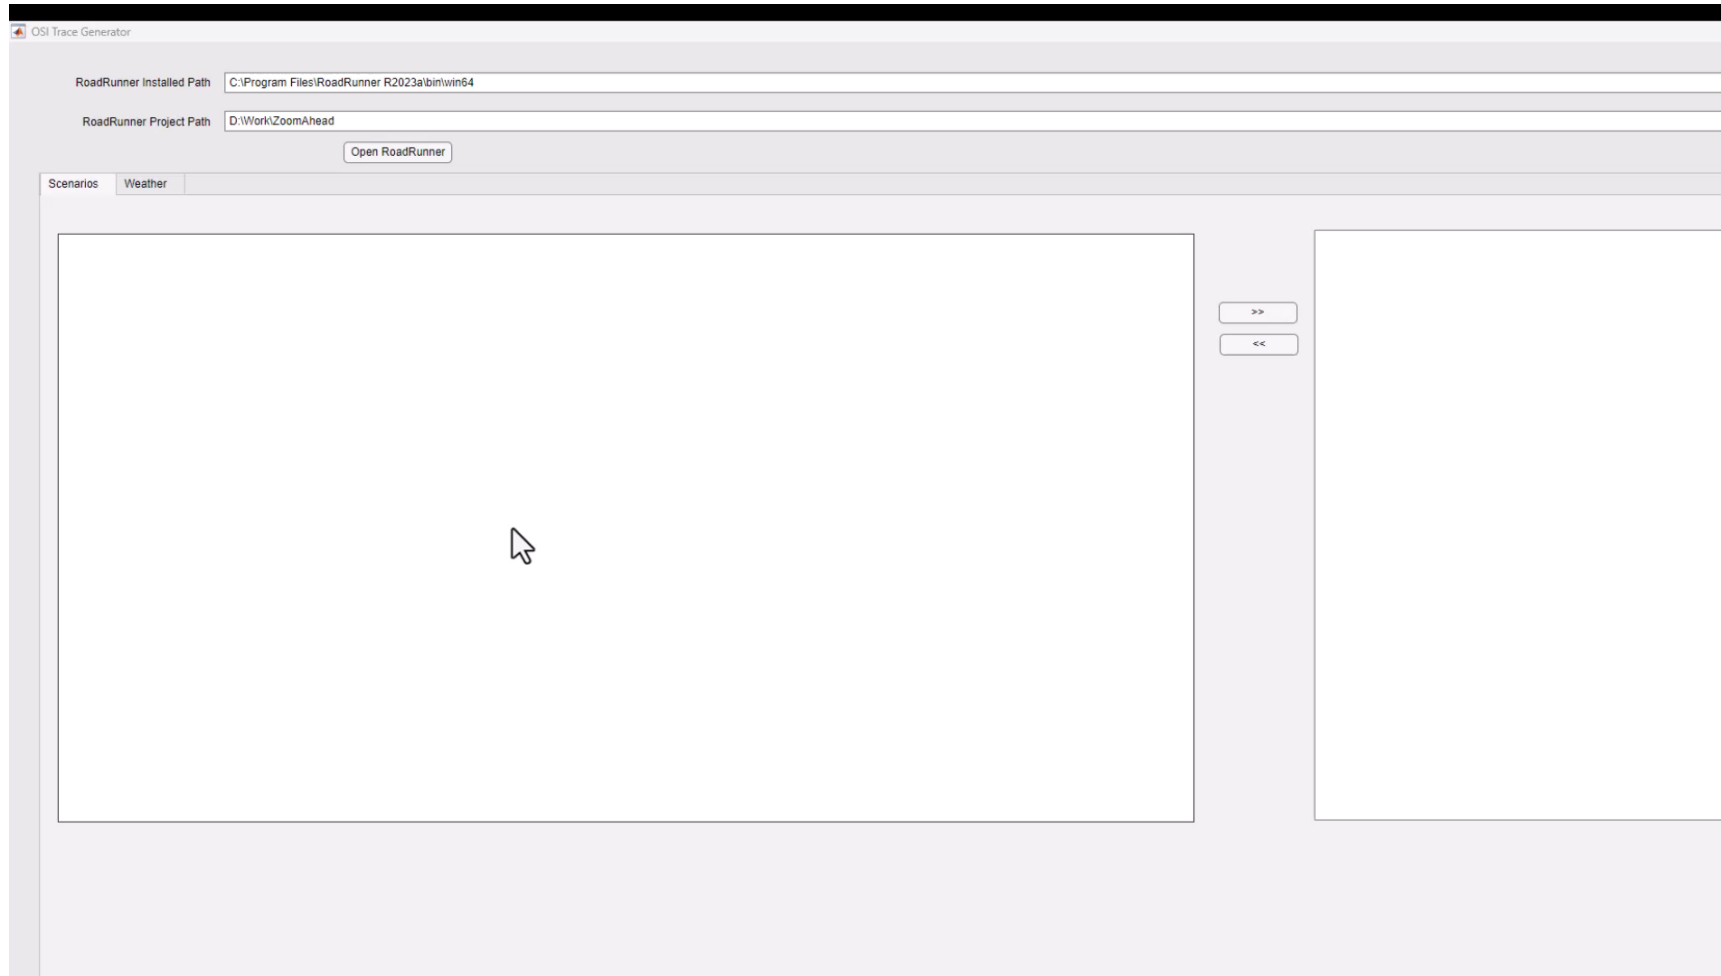 OSI Trace Generator
RoadRunner Installed Path C:\Program Files\RoadRunner R2023a\bin\win64
RoadRunner Project Path D:\Work\ZoomAhead
Open RoadRunner
Scenarios Weather
>>
<<